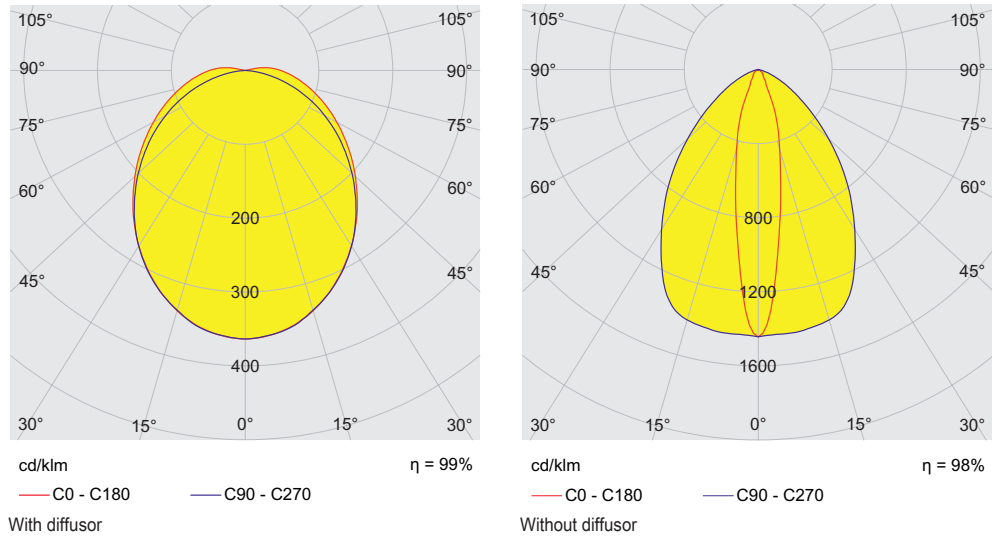 105° 105°
90° 90°
75° 75°
60° 60°
45° 45°
30° 15° 0° 15° 30°
200
300
400
cd/klm η = 99%
C0 - C180 C90 - C270
With diffusor
105° 105°
90° 90°
75° 75°
60° 60°
45° 45°
30° 15° 0° 15° 30°
800
1200
1600
cd/klm η = 98%
C0 - C180 C90 - C270
Without diffusor